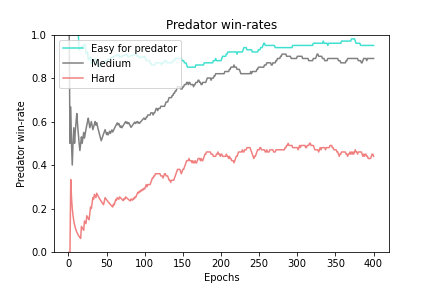 Predator win-rates
Easy for predator
Medium
Hard
Predator win-rate
1.0
0.8
0.6
0.4
0.2
0.0
0 50 100 150 200 250 300 350 400
Epochs